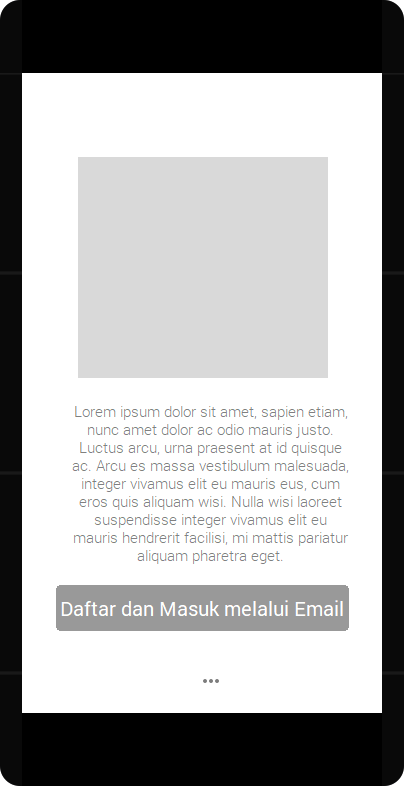 Lorem ipsum dolor sit amet, sapien etiam,
nunc amet dolor ac odio mauris justo.
Luctus arcu, urna praesent at id quisque
ac. Arcu es massa vestibulum malesuada,
integer vivamus elit eu mauris eus, cum
eros quis aliquam wisi. Nulla wisi laoreet
suspendisse integer vivamus elit eu
mauris hendrerit facilisi, mi mattis pariatur
aliquam pharetra eget.
Daftar dan Masuk melalui Email